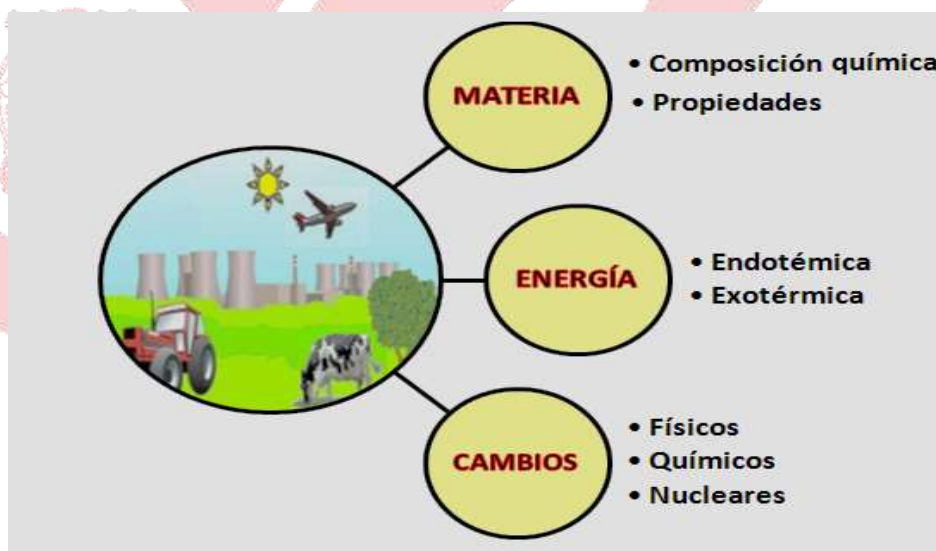 MATERIA
• Composición química
• Propiedades
ENERGÍA
• Endotémica
• Exotérmica
CAMBIOS
• Físicos
• Químicos
• Nucleares